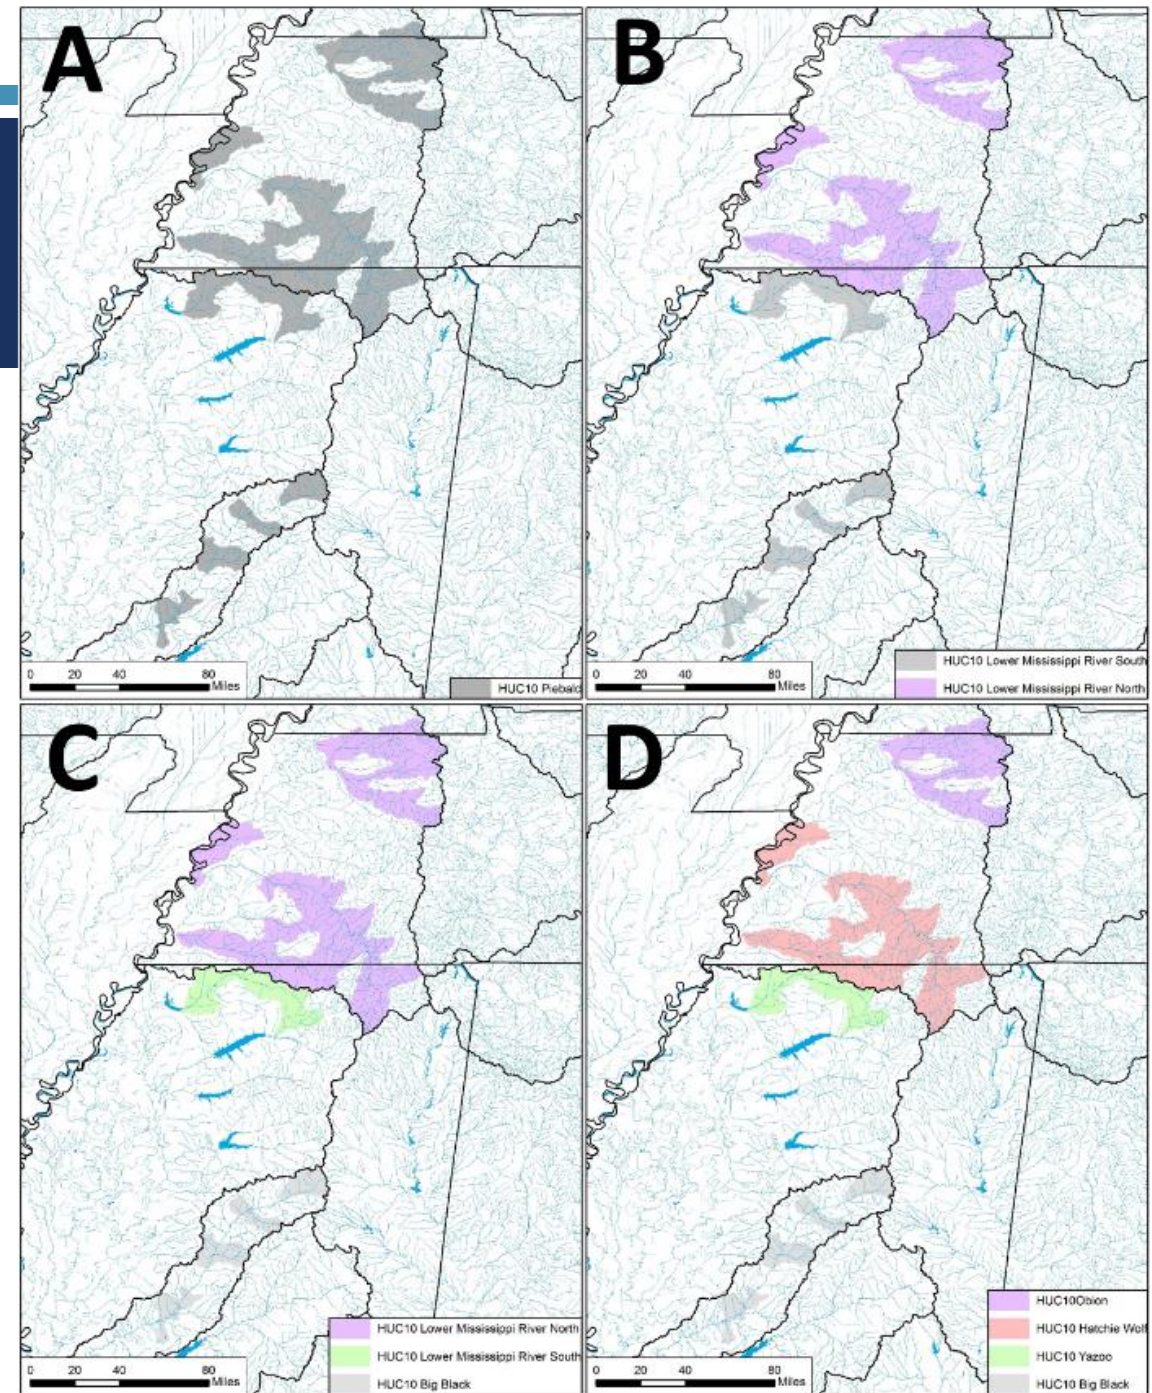 A
0 20 40 80
Miles
HUC10 Piebald
B
0 20 40 80
Miles
HUC10 Lower Mississippi River South
HUC10 Lower Mississippi River North
C
0 20 40 80
Miles
HUC10 Lower Mississippi River North
HUC10 Lower Mississippi River South
HUC10 Big Black
D
0 20 40 80
Miles
HUC10Obion
HUC10 Hatchie Wolf
HUC10 Yazoo
HUC10 Big Black